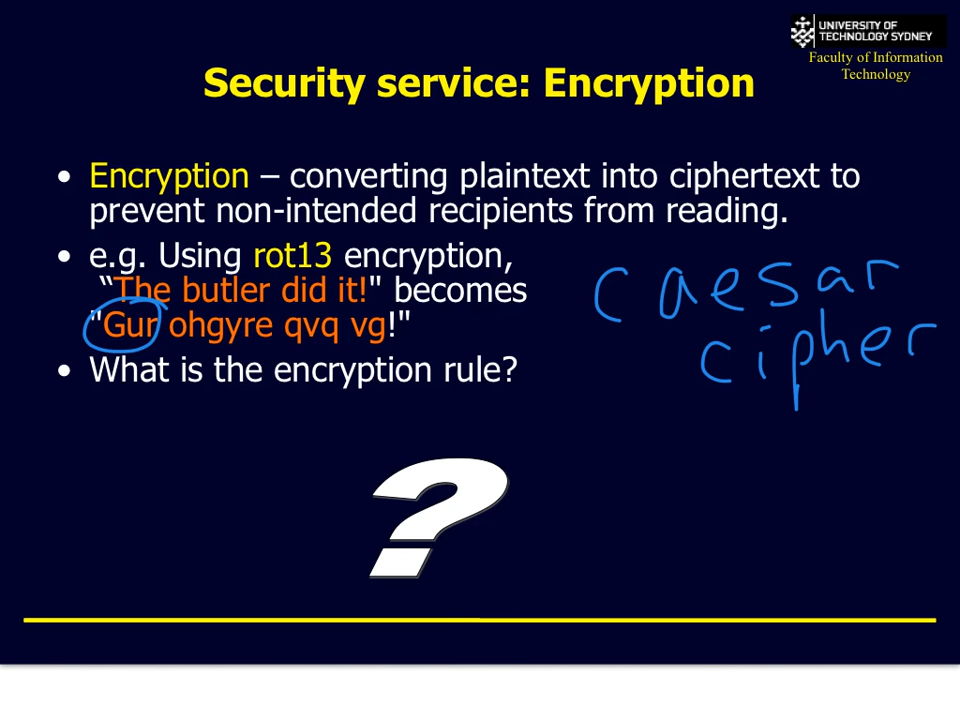 UNIVERSITY OF
TECHNOLOGY SYDNEY
Faculty of Information
Technology
Security service: Encryption
• Encryption – converting plaintext into ciphertext to
prevent non-intended recipients from reading.
• e.g. Using rot13 encryption,
“The butler did it!" becomes
"Gur ohgyre qvq vg!"
• What is the encryption rule?
caesar
cipher
?